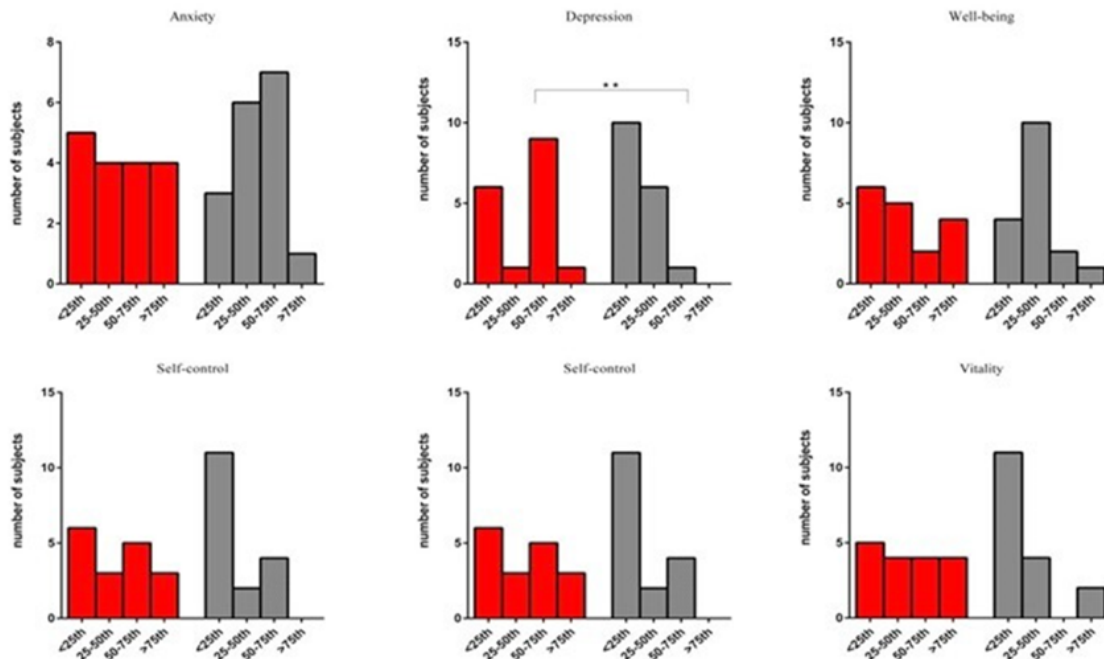 Anxiety
number of subjects
8
6
4
2
0
<25th
25-50th
50-75th
>75th
<25th
25-50th
50-75th
>75th
Depression
number of subjects
15
10
5
0
**
<25th
25-50th
50-75th
>75th
<25th
25-50th
50-75th
>75th
Well-being
number of subjects
15
10
5
0
<25th
25-50th
50-75th
>75th
<25th
25-50th
50-75th
>75th
Self-control
number of subjects
15
10
5
0
<25th
25-50th
50-75th
>75th
<25th
25-50th
50-75th
>75th
Self-control
number of subjects
15
10
5
0
<25th
25-50th
50-75th
>75th
<25th
25-50th
50-75th
>75th
Vitality
number of subjects
15
10
5
0
<25th
25-50th
50-75th
>75th
<25th
25-50th
50-75th
>75th